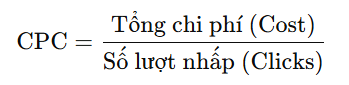 CPC = Tổng chi phí (Cost)
Số lượt nhấp (Clicks)